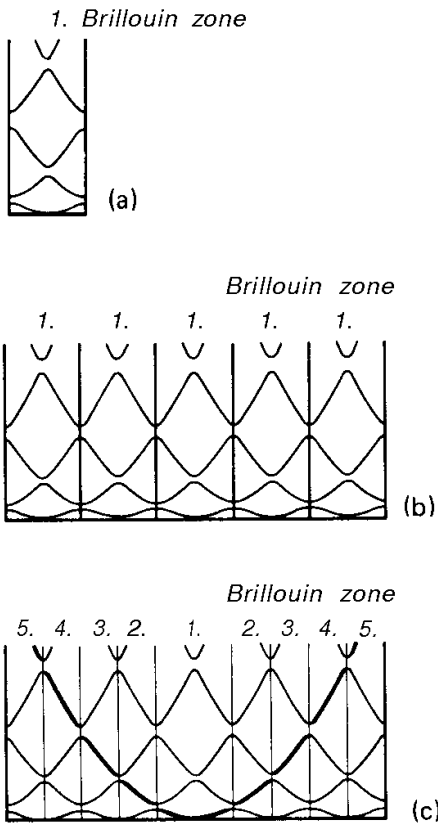 1. Brillouin zone
(a)
Brillouin zone
1. 1. 1. 1. 1.
(b)
Brillouin zone
5. 4. 3. 2. 1. 2. 3. 4. 5.
(c)